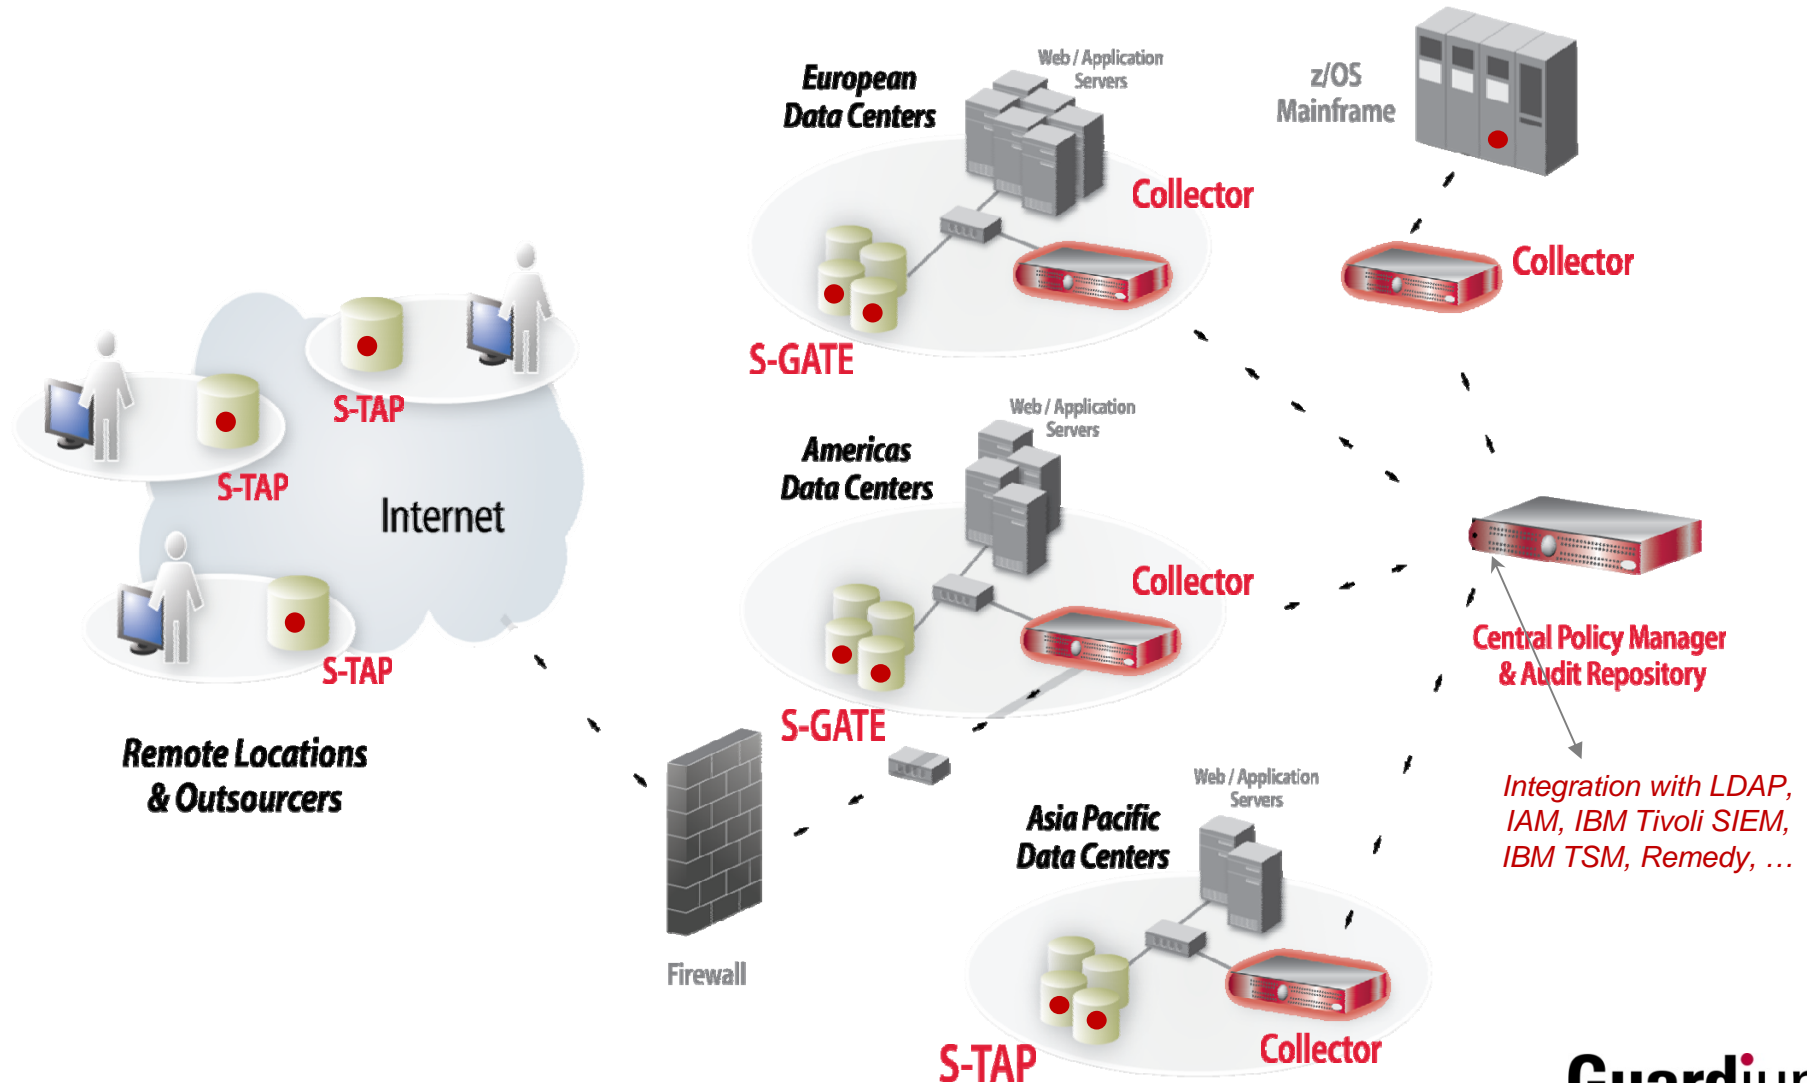 European
Data Centers
Web / Application
Servers
Collector
S-GATE
z/OS
Mainframe
Collector
S-TAP
S-TAP
Internet
S-TAP
Remote Locations
& Outsourcers
Americas
Data Centers
Web / Application
Servers
Collector
S-GATE
Firewall
Central Policy Manager
& Audit Repository
Integration with LDAP,
IAM, IBM Tivoli SIEM,
IBM TSM, Remedy, …
Asia Pacific
Data Centers
Web / Application
Servers
S-TAP
Collector